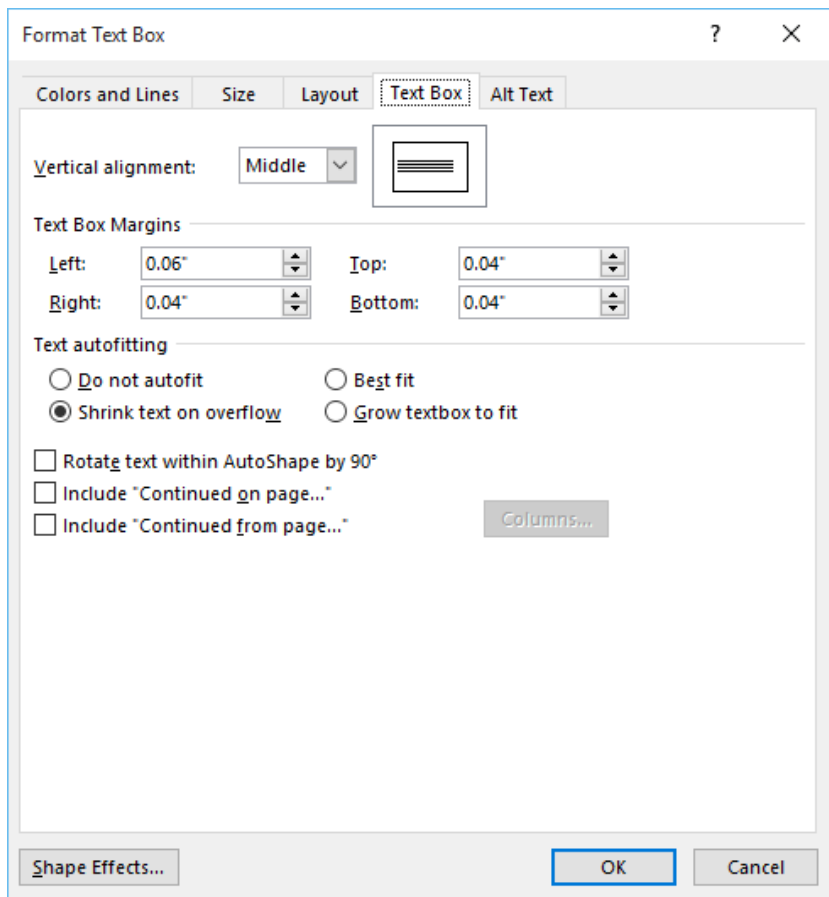 Format Text Box ?
Colors and Lines Size Layout Text Box Alt Text
Vertical alignment: Middle
Text Box Margins
Left: 0.06" Top: 0.04"
Right: 0.04" Bottom: 0.04"
Text autofitting
Do not autofit Best fit
Shrink text on overflow Grow textbox to fit
Rotate text within AutoShape by 90°
Include "Continued on page..."
Include "Continued from page..." Columns...
Shape Effects... OK Cancel